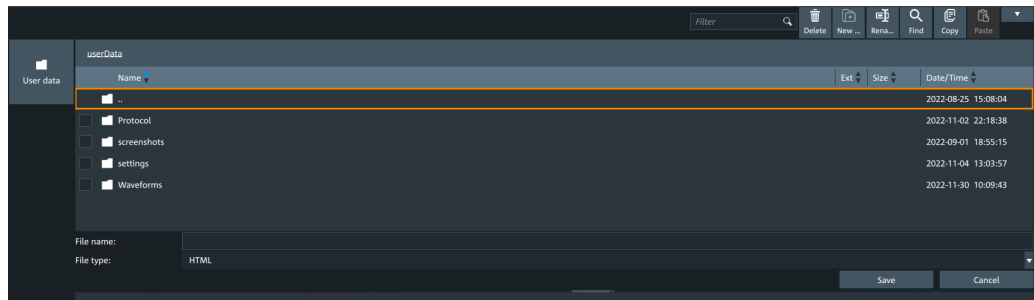 Filter
Delete New ... Rena... Find Copy Paste
User data
userData
Name Ext Size Date/Time
.. 2022-08-25 15:08:04
Protocol 2022-11-02 22:18:38
screenshots 2022-09-01 18:55:15
settings 2022-11-04 13:03:57
Waveforms 2022-11-30 10:09:43
File name:
File type: HTML
Save Cancel